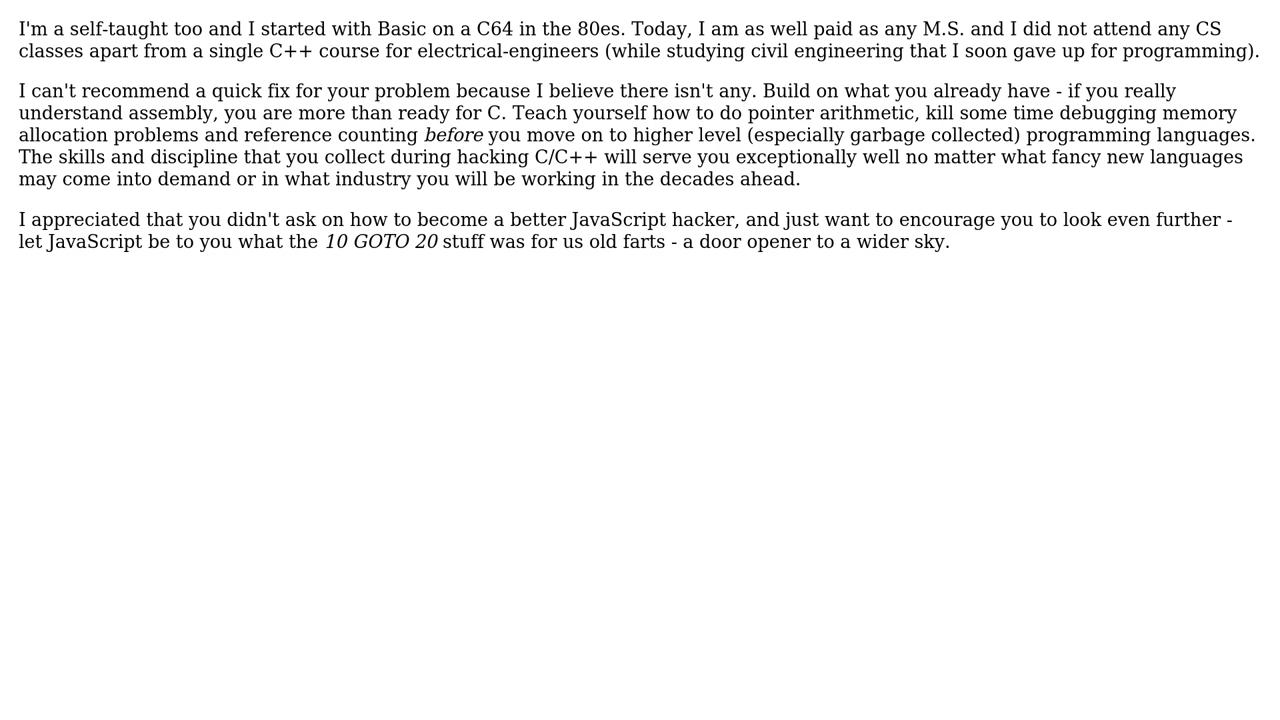 I'm a self-taught too and I started with Basic on a C64 in the 80es. Today, I am as well paid as any M.S. and I did not attend any CS
classes apart from a single C++ course for electrical-engineers (while studying civil engineering that I soon gave up for programming).
I can't recommend a quick fix for your problem because I believe there isn't any. Build on what you already have - if you really
understand assembly, you are more than ready for C. Teach yourself how to do pointer arithmetic, kill some time debugging memory
allocation problems and reference counting before you move on to higher level (especially garbage collected) programming languages.
The skills and discipline that you collect during hacking C/C++ will serve you exceptionally well no matter what fancy new languages
may come into demand or in what industry you will be working in the decades ahead.
I appreciated that you didn't ask on how to become a better JavaScript hacker, and just want to encourage you to look even further -
let JavaScript be to you what the 10 GOTO 20 stuff was for us old farts - a door opener to a wider sky.